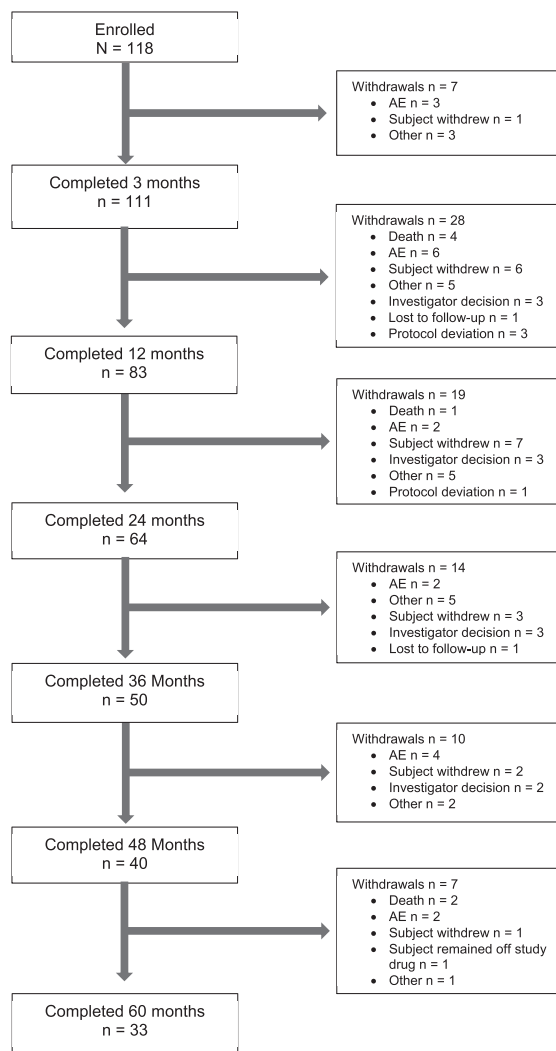 Enrolled
N = 118
Withdrawals n = 7
• AE n = 3
• Subject withdrew n = 1
• Other n = 3
Completed 3 months
n = 111
Withdrawals n = 28
• Death n = 4
• AE n = 6
• Subject withdrew n = 6
• Other n = 5
• Investigator decision n = 3
• Lost to follow-up n = 1
• Protocol deviation n = 3
Completed 12 months
n = 83
Withdrawals n = 19
• Death n = 1
• AE n = 2
• Subject withdrew n = 7
• Investigator decision n = 3
• Other n = 5
• Protocol deviation n = 1
Completed 24 months
n = 64
Withdrawals n = 14
• AE n = 2
• Other n = 5
• Subject withdrew n = 3
• Investigator decision n = 3
• Lost to follow-up n = 1
Completed 36 Months
n = 50
Withdrawals n = 10
• AE n = 4
• Subject withdrew n = 2
• Investigator decision n = 2
• Other n = 2
Completed 48 Months
n = 40
Withdrawals n = 7
• Death n = 2
• AE n = 2
• Subject withdrew n = 1
• Subject remained off study
drug n = 1
• Other n = 1
Completed 60 months
n = 33